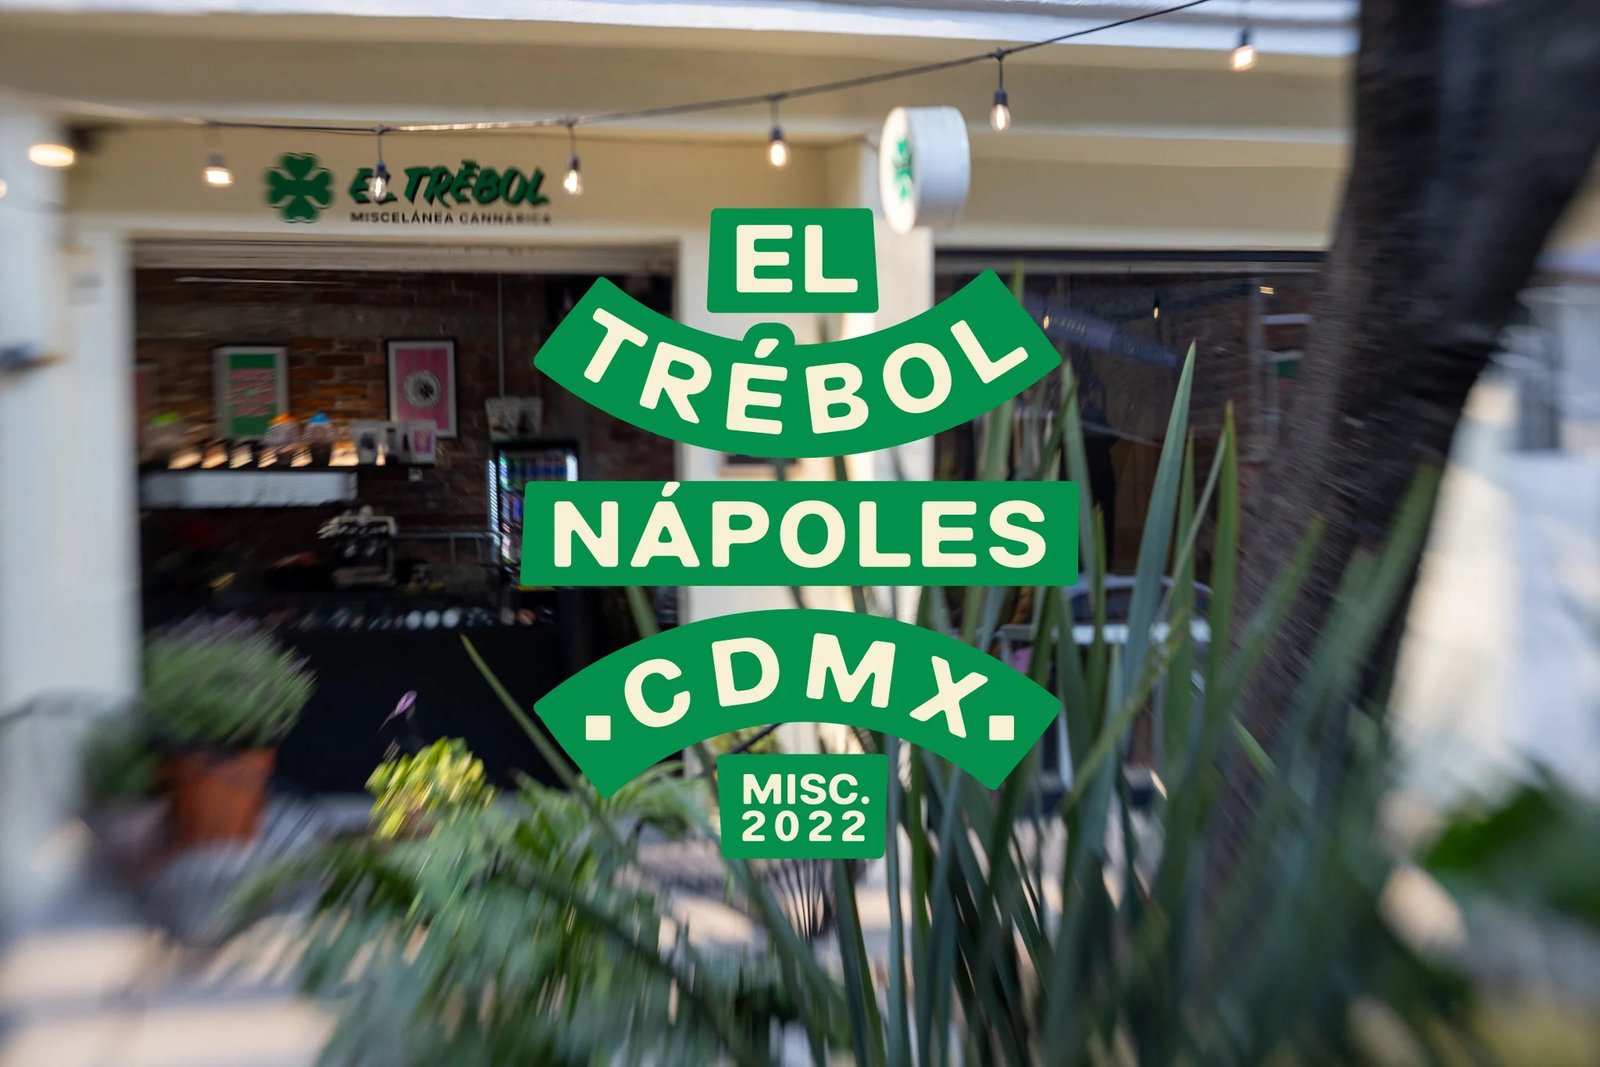 EL TRÉBOL
MISCELÁNEA CANNÁBICA
EL
TRÉBOL
NÁPOLES
.CDMX.
MISC.
2022